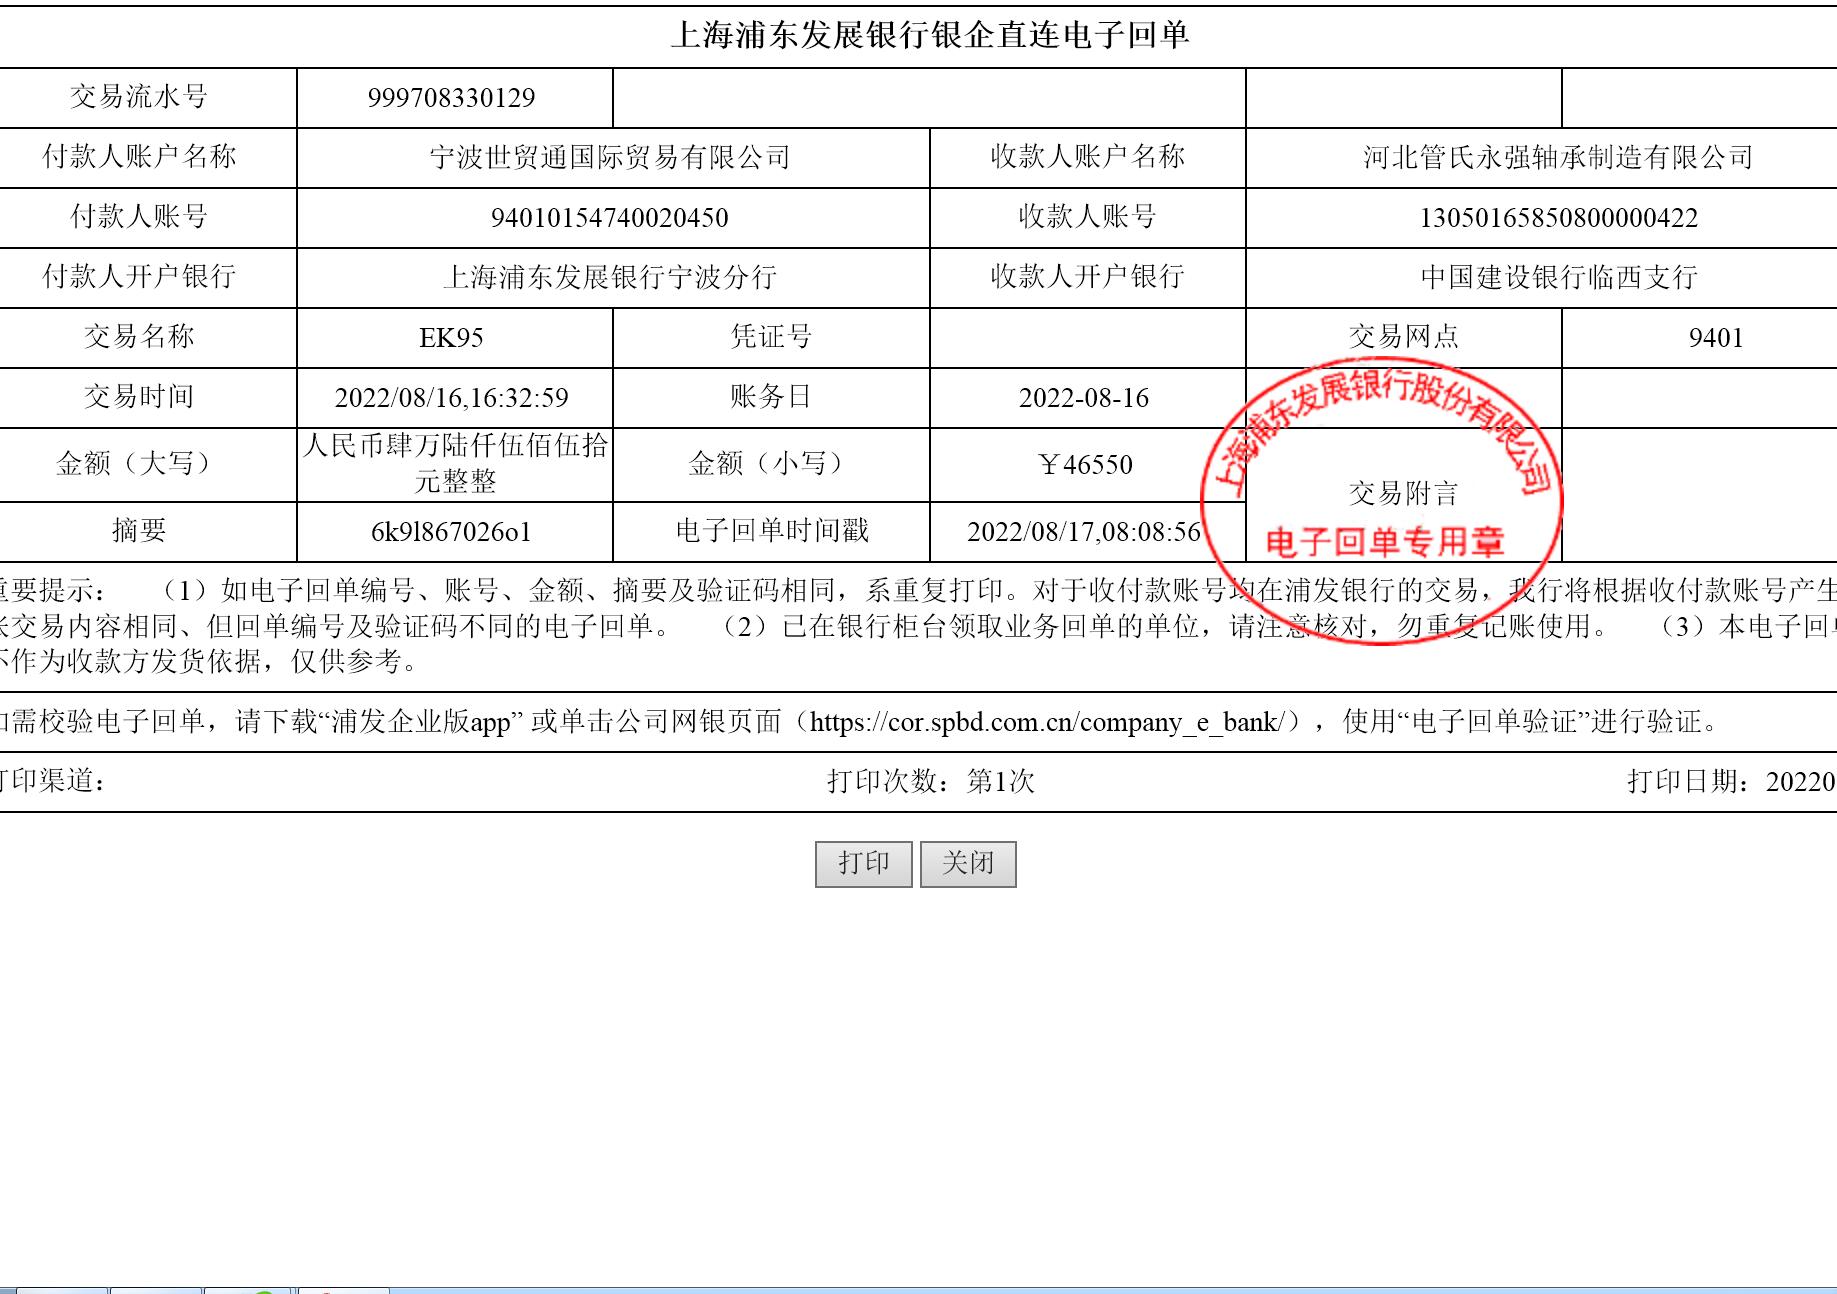 上海浦东发展银行银企直连电子回单
交易流水号 999708330129
付款人账户名称 宁波世贸通国际贸易有限公司 收款人账户名称 河北管氏永强轴承制造有限公司
付款人账号 94010154740020450 收款人账号 13050165850800000422
付款人开户银行 上海浦东发展银行宁波分行 收款人开户银行 中国建设银行临西支行
交易名称 EK95 凭证号 交易网点 9401
交易时间 2022/08/16,16:32:59 账务日 2022-08-16
金额（大写） 人民币肆万陆仟伍佰伍拾
元整整 金额（小写） ￥46550
交易附言
摘要 6k9l867026o1 电子回单时间戳 2022/08/17,08:08:56
上海浦东发展银行股份有限公司
电子回单专用章
重要提示： （1）如电子回单编号、账号、金额、摘要及验证码相同，系重复打印。对于收付款账号均在浦发银行的交易，我行将根据收付款账号产生
交易内容相同、但回单编号及验证码不同的电子回单。 （2）已在银行柜台领取业务回单的单位，请注意核对，勿重复记账使用。 （3）本电子回单
不作为收款方发货依据，仅供参考。
如需校验电子回单，请下载“浦发企业版app” 或单击公司网银页面（https://cor.spbd.com.cn/company_e_bank/），使用“电子回单验证”进行验证。
打印渠道： 打印次数：第1次 打印日期：20220
打印 关闭